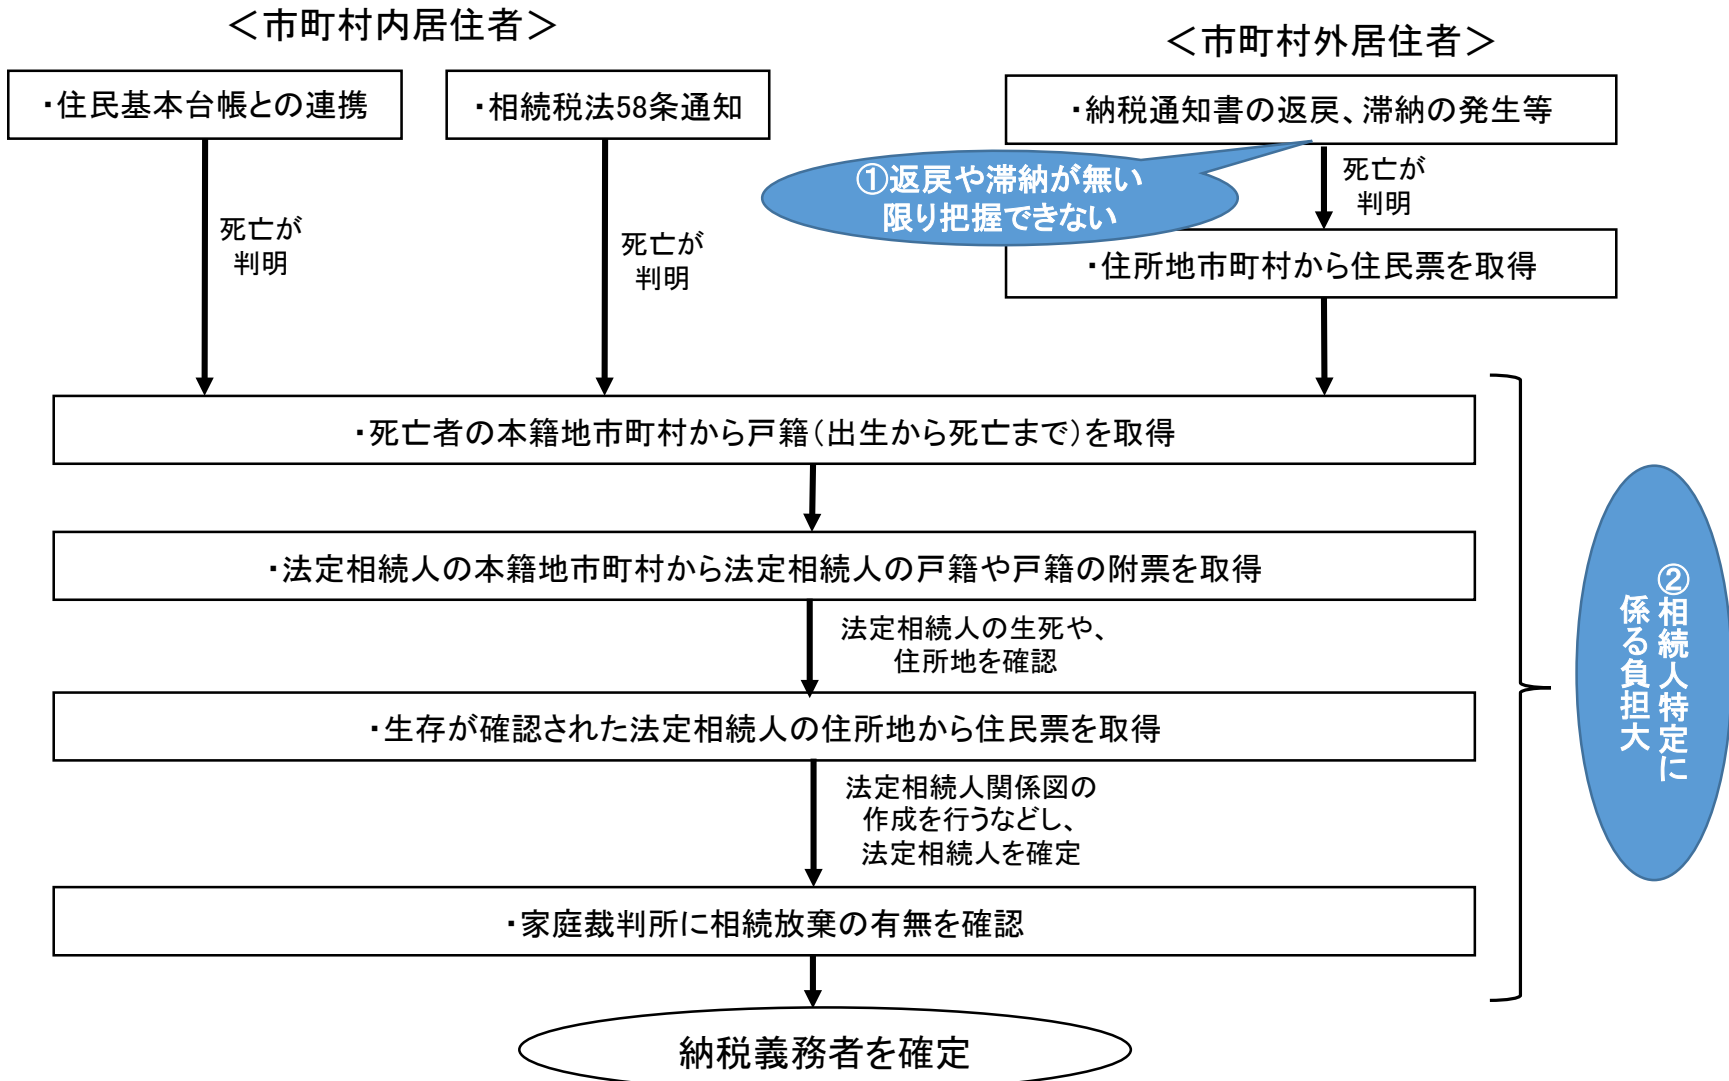 ＜市町村内居住者＞
＜市町村外居住者＞
・住民基本台帳との連携
・相続税法58条通知
・納税通知書の返戻、滞納の発生等
①返戻や滞納が無い
限り把握できない
死亡が
判明
死亡が
判明
死亡が
判明
・住所地市町村から住民票を取得
・死亡者の本籍地市町村から戸籍（出生から死亡まで）を取得
・法定相続人の本籍地市町村から法定相続人の戸籍や戸籍の附票を取得
法定相続人の生死や、
住所地を確認
・生存が確認された法定相続人の住所地から住民票を取得
法定相続人関係図の
作成を行うなどし、
法定相続人を確定
・家庭裁判所に相続放棄の有無を確認
納税義務者を確定
②相続人特定に
係る負担大